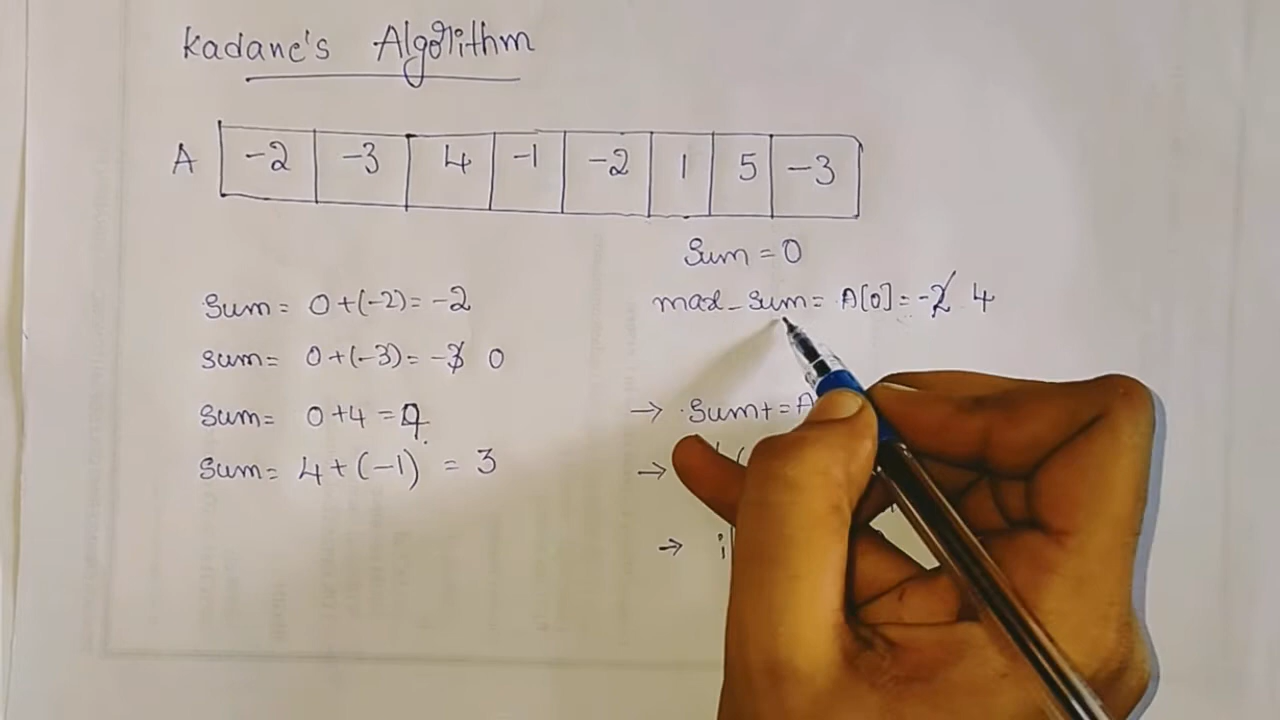 Kadane's Algorithm
A -2 -3 4 -1 -2 1 5 -3
Sum = 0
Sum = 0+(-2) = -2
max_sum = A[0] = -2 4
Sum = 0+(-3) = -3 0
Sum = 0+4 = 4
→ Sum+= A
Sum = 4+(-1) = 3
→
→ i